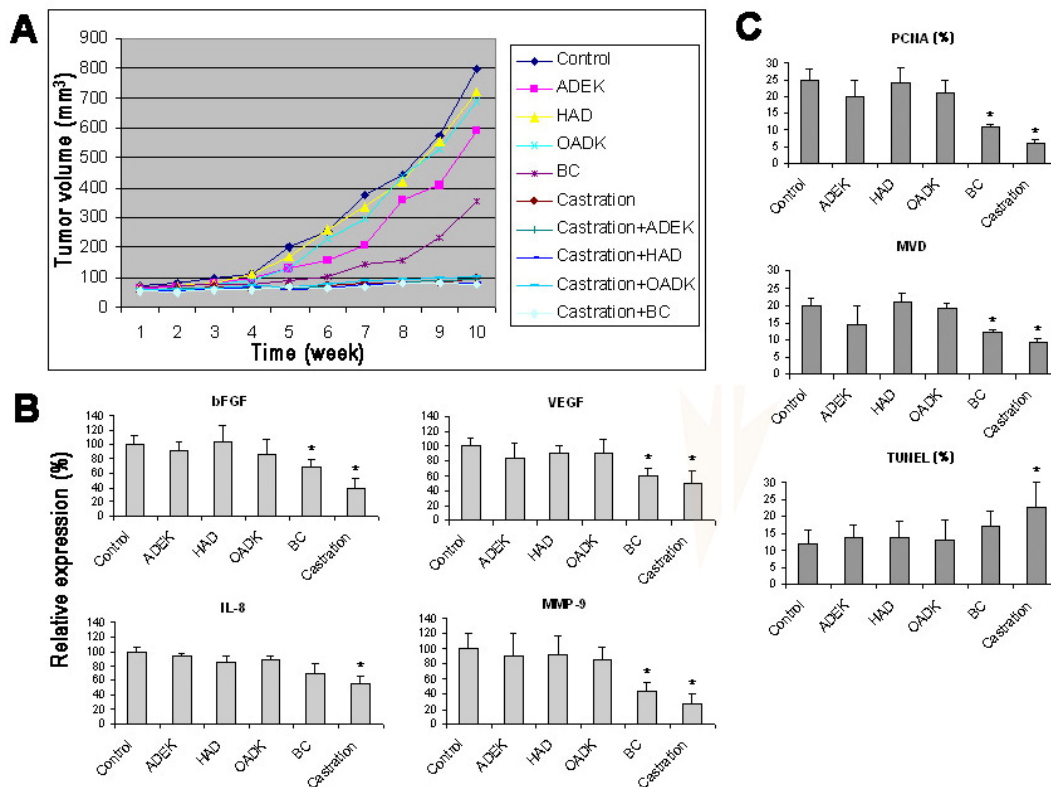 A
900
800
700
600
500
400
300
200
100
0
Tumor volume (mm³)
1 2 3 4 5 6 7 8 9 10
Time (week)
Control
ADEK
HAD
OADK
BC
Castration
Castration+ADEK
Castration+HAD
Castration+OADK
Castration+BC
B
Relative expression (%)
bFGF
140
120
100
80
60
40
20
0
* *
Control ADEK HAD OADK BC Castration
VEGF
140
120
100
80
60
40
20
0
* *
Control ADEK HAD OADK BC Castration
IL-8
140
120
100
80
60
40
20
0
*
Control ADEK HAD OADK BC Castration
MMP-9
140
120
100
80
60
40
20
0
* *
Control ADEK HAD OADK BC Castration
C
PCNA (%)
30
25
20
15
10
5
0
* *
Control ADEK HAD OADK BC Castration
MVD
30
25
20
15
10
5
0
* *
Control ADEK HAD OADK BC Castration
TUNEL (%)
30
25
20
15
10
5
0
*
Control ADEK HAD OADK BC Castration